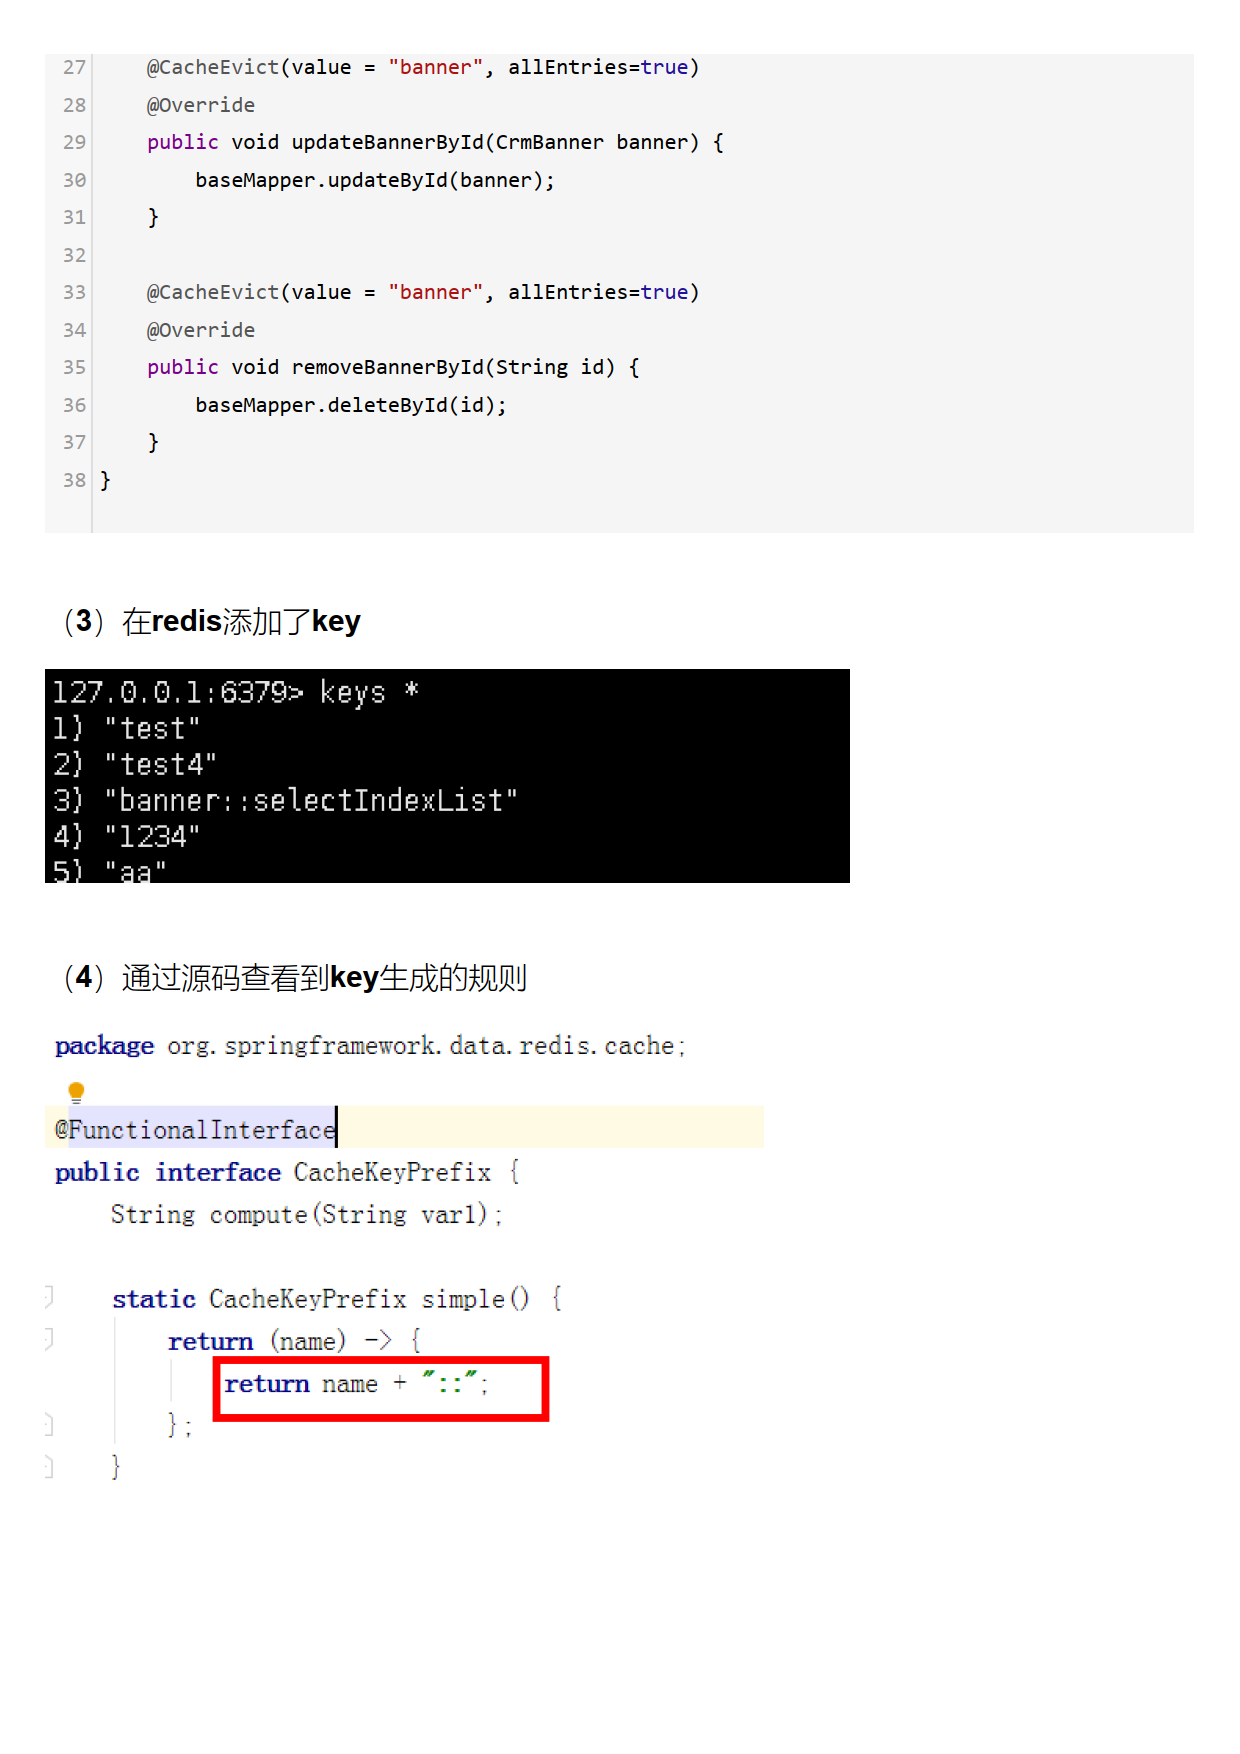 27 @CacheEvict(value = "banner", allEntries=true)
28 @Override
29 public void updateBannerById(CrmBanner banner) {
30 baseMapper.updateById(banner);
31 }
32
33 @CacheEvict(value = "banner", allEntries=true)
34 @Override
35 public void removeBannerById(String id) {
36 baseMapper.deleteById(id);
37 }
38 }
（3）在redis添加了key
127.0.0.1:6379> keys *
1) "test"
2) "test4"
3) "banner::selectIndexList"
4) "1234"
5) "aa"
（4）通过源码查看到key生成的规则
package org.springframework.data.redis.cache;
@FunctionalInterface
public interface CacheKeyPrefix {
String compute(String var1);
static CacheKeyPrefix simple() {
return (name) -> {
return name + "::";
};
}